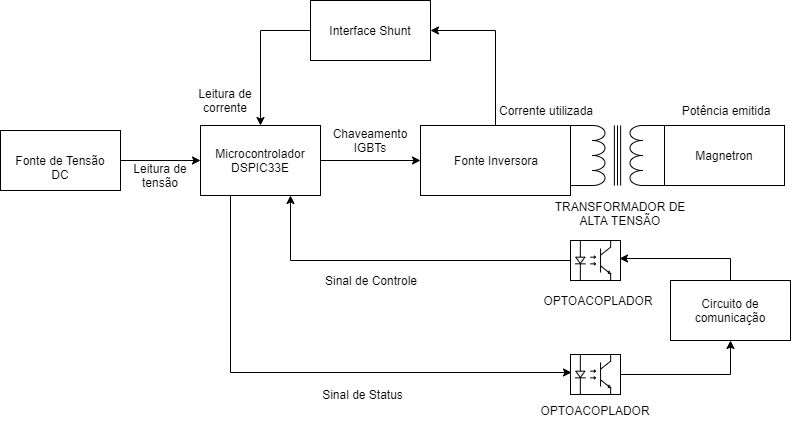 Interface Shunt
Leitura de
corrente
Corrente utilizada
Potência emitida
Chaveamento
IGBTs
Fonte de Tensão
DC
Leitura de
tensão
Microcontrolador
DSPIC33E
Fonte Inversora
Magnetron
TRANSFORMADOR DE
ALTA TENSÃO
Sinal de Controle
OPTOACOPLADOR
Circuito de
comunicação
Sinal de Status
OPTOACOPLADOR